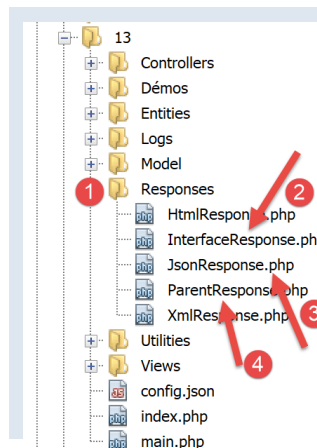 13
Controllers
Démos
Entities
Logs
Model
1 Responses 2
HtmlResponse.php
InterfaceResponse.ph
JsonResponse.php
ParentResponse.php
XmlResponse.php 3
Utilities 4
Views
config.json
index.php
main.php